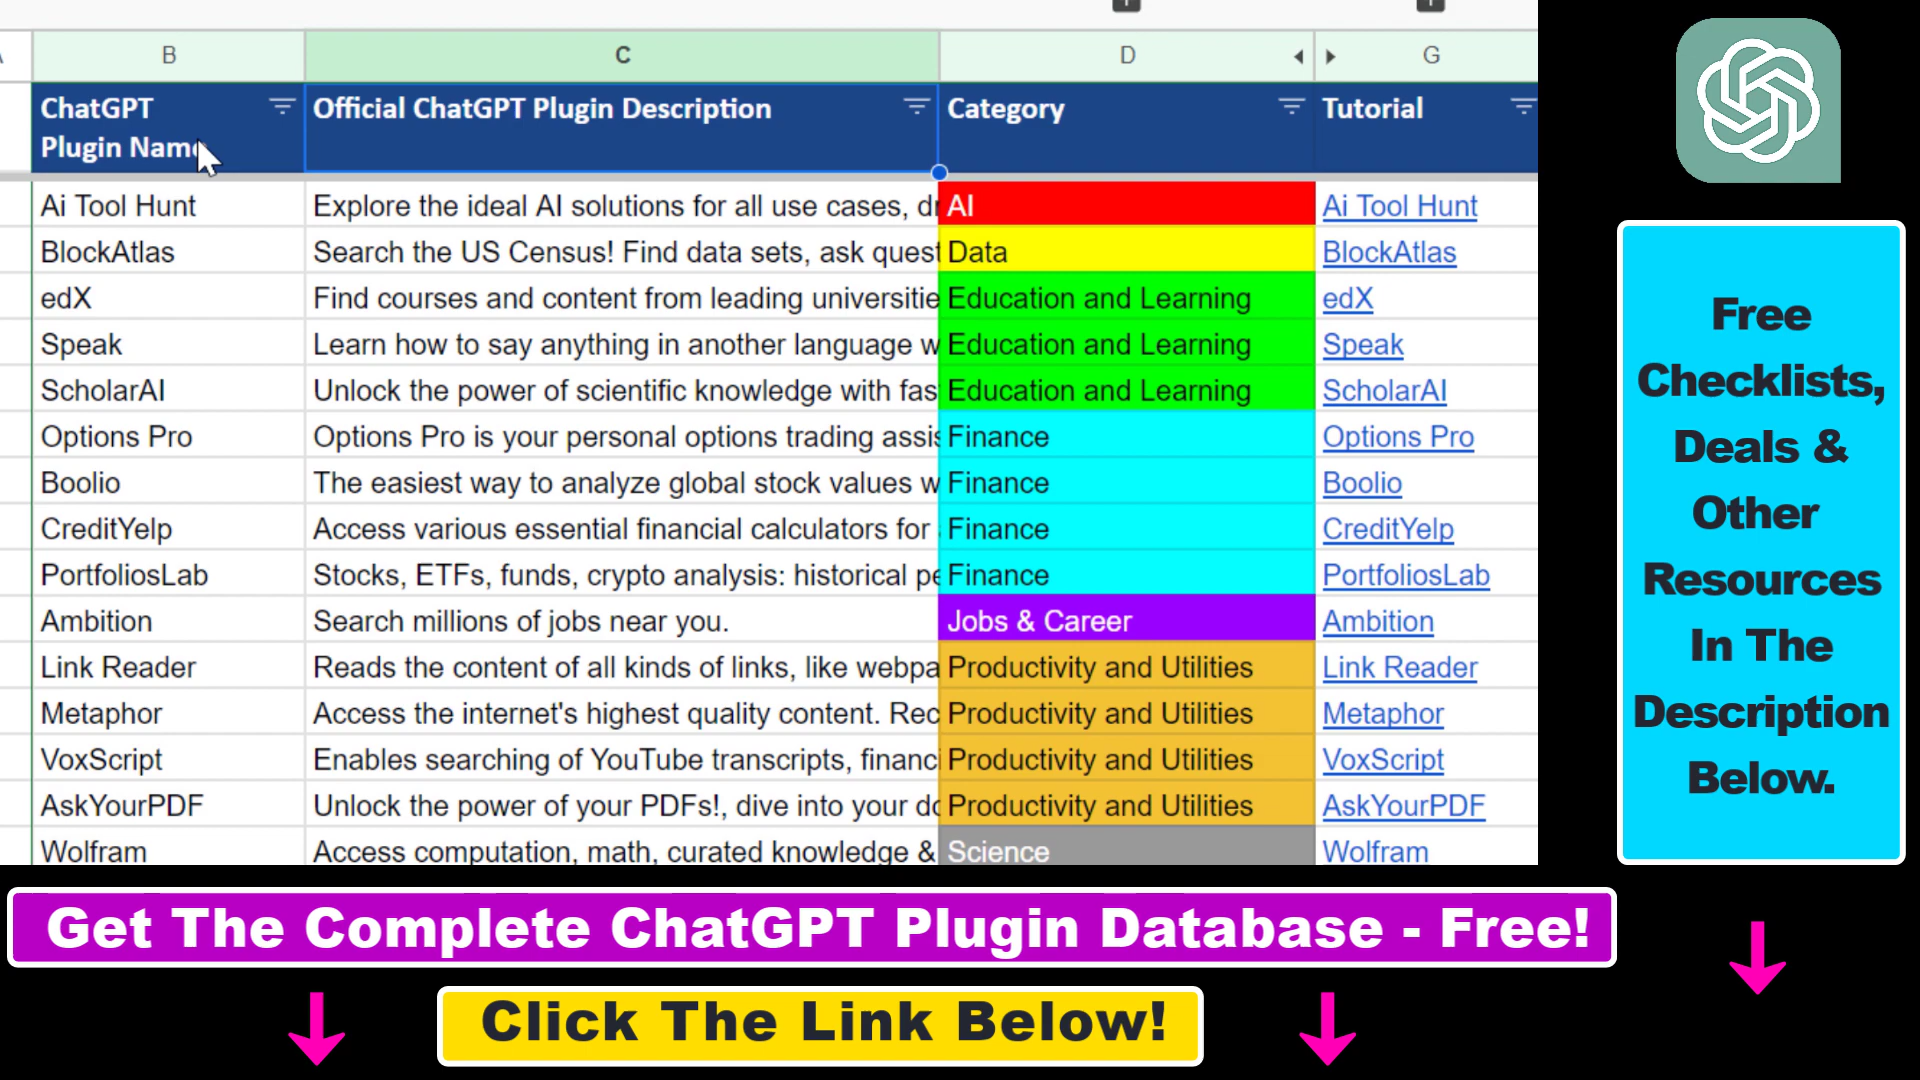 B C D G
ChatGPT Plugin Name Official ChatGPT Plugin Description Category Tutorial
Ai Tool Hunt Explore the ideal AI solutions for all use cases, AI Ai Tool Hunt
BlockAtlas Search the US Census! Find data sets, ask Data BlockAtlas
edX Find courses and content from leading Education and Learning edX
Speak Learn how to say anything in another language Education and Learning Speak
ScholarAI Unlock the power of scientific knowledge with Education and Learning ScholarAI
Options Pro Options Pro is your personal options trading Finance Options Pro
Boolio The easiest way to analyze global stock values Finance Boolio
CreditYelp Access various essential financial calculators for Finance CreditYelp
PortfoliosLab Stocks, ETFs, funds, crypto analysis: historical Finance PortfoliosLab
Ambition Search millions of jobs near you. Jobs & Career Ambition
Link Reader Reads the content of all kinds of links, like Productivity and Utilities Link Reader
Metaphor Access the internet's highest quality content. Productivity and Utilities Metaphor
VoxScript Enables searching of YouTube transcripts, Productivity and Utilities VoxScript
AskYourPDF Unlock the power of your PDFs!, dive into your Productivity and Utilities AskYourPDF
Wolfram Access computation, math, curated knowledge & Science Wolfram
Free
Checklists,
Deals &
Other
Resources
In The
Description
Below.
Get The Complete ChatGPT Plugin Database - Free!
Click The Link Below!